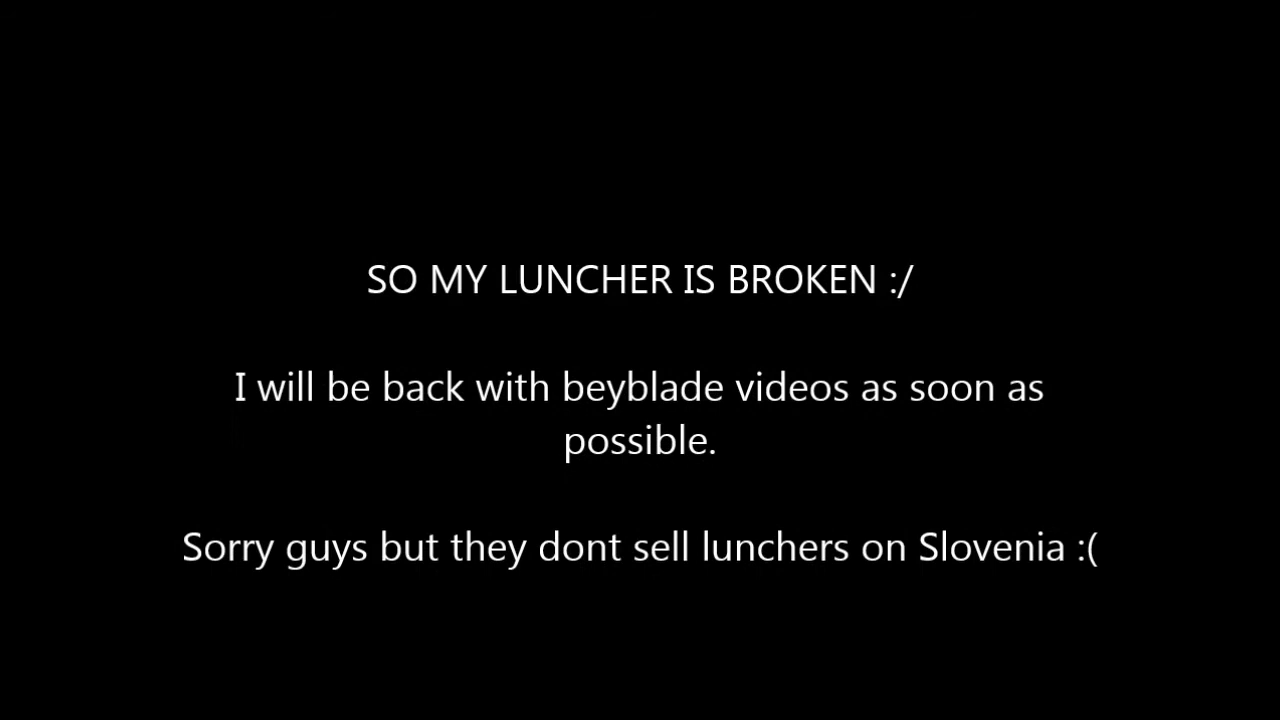 SO MY LUNCHER IS BROKEN :/
I will be back with beyblade videos as soon as
possible.
Sorry guys but they dont sell lunchers on Slovenia :(